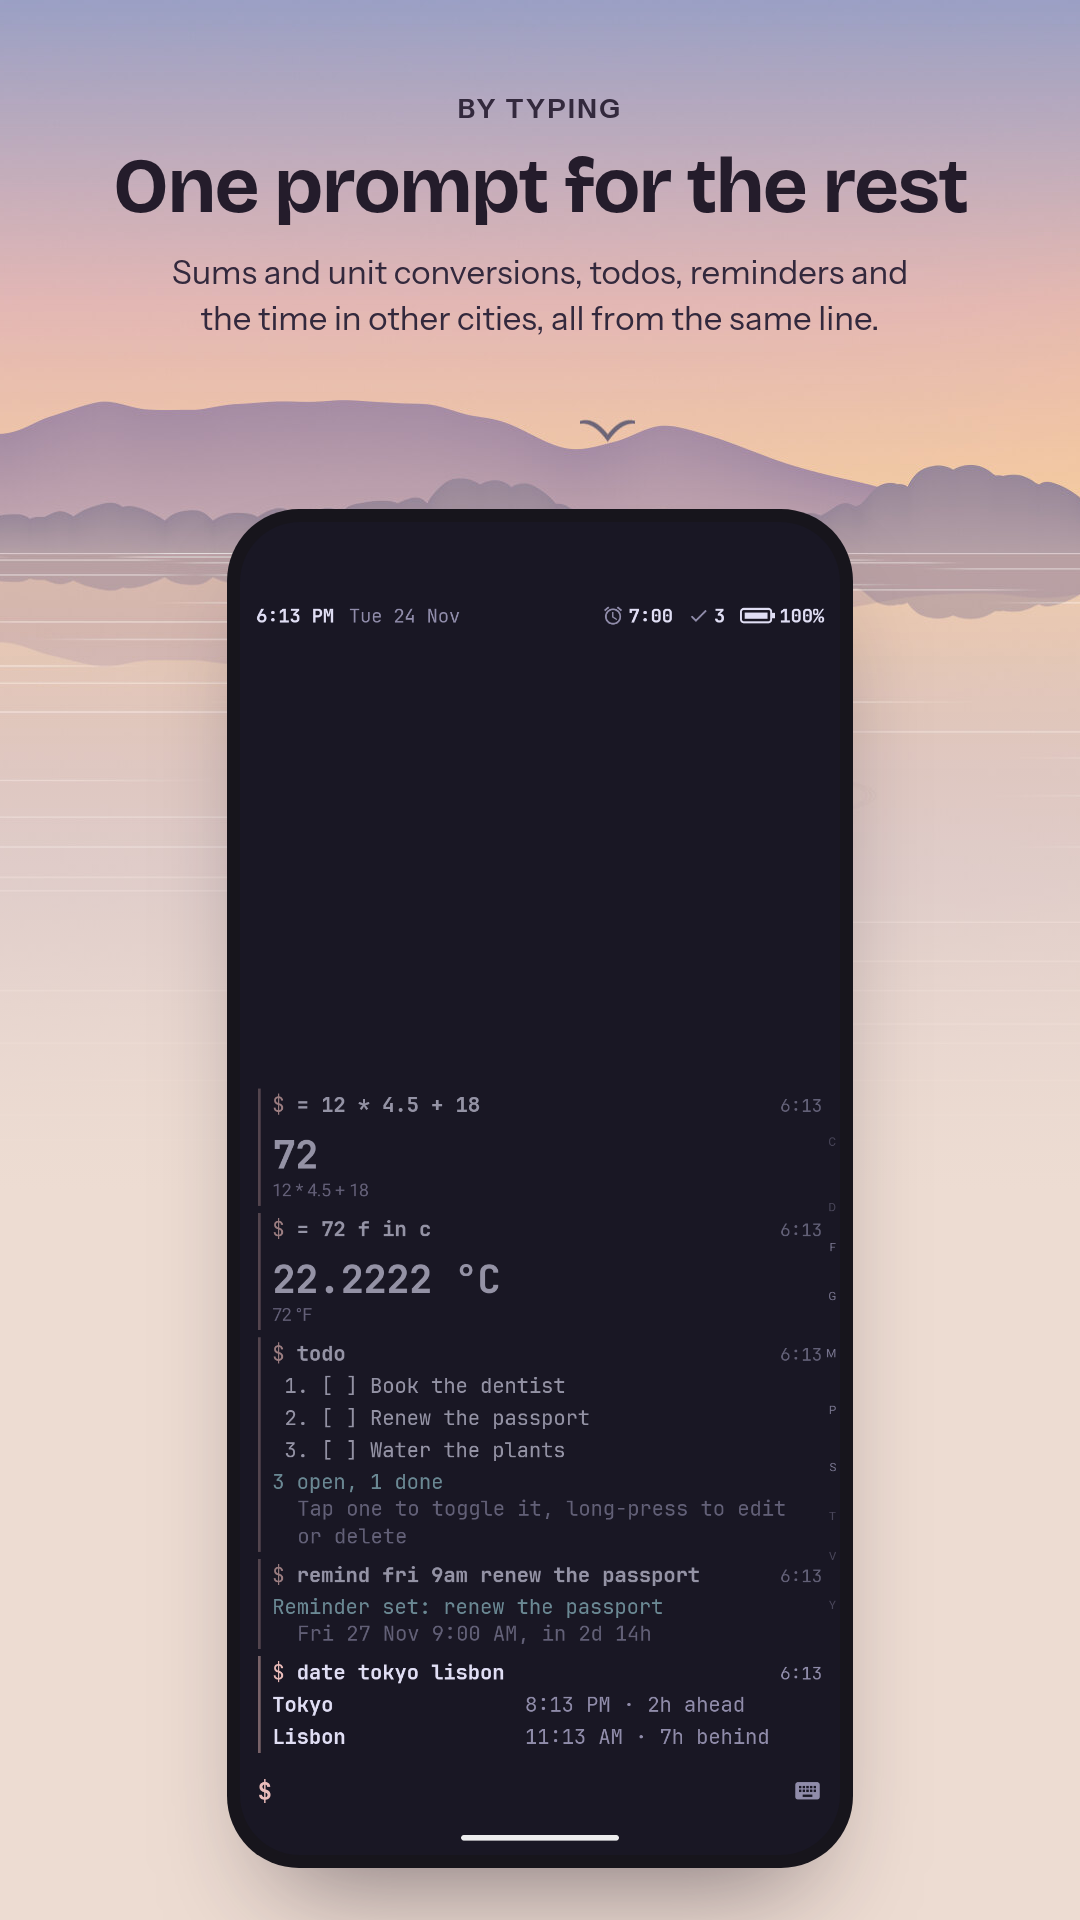 BY TYPING
One prompt for the rest
Sums and unit conversions, todos, reminders and
the time in other cities, all from the same line.
6:13 PM Tue 24 Nov 7:00 3 100%
$ = 12 * 4.5 + 18 6:13
72
12 * 4.5 + 18
C
D
$ = 72 f in c 6:13
F
22.2222 °C
G
72 °F
$ todo 6:13
M
1. [ ] Book the dentist
P
2. [ ] Renew the passport
3. [ ] Water the plants
S
3 open, 1 done
Tap one to toggle it, long-press to edit
T
or delete
V
$ remind fri 9am renew the passport 6:13
Reminder set: renew the passport
Y
Fri 27 Nov 9:00 AM, in 2d 14h
$ date tokyo lisbon 6:13
Tokyo 8:13 PM · 2h ahead
Lisbon 11:13 AM · 7h behind
$